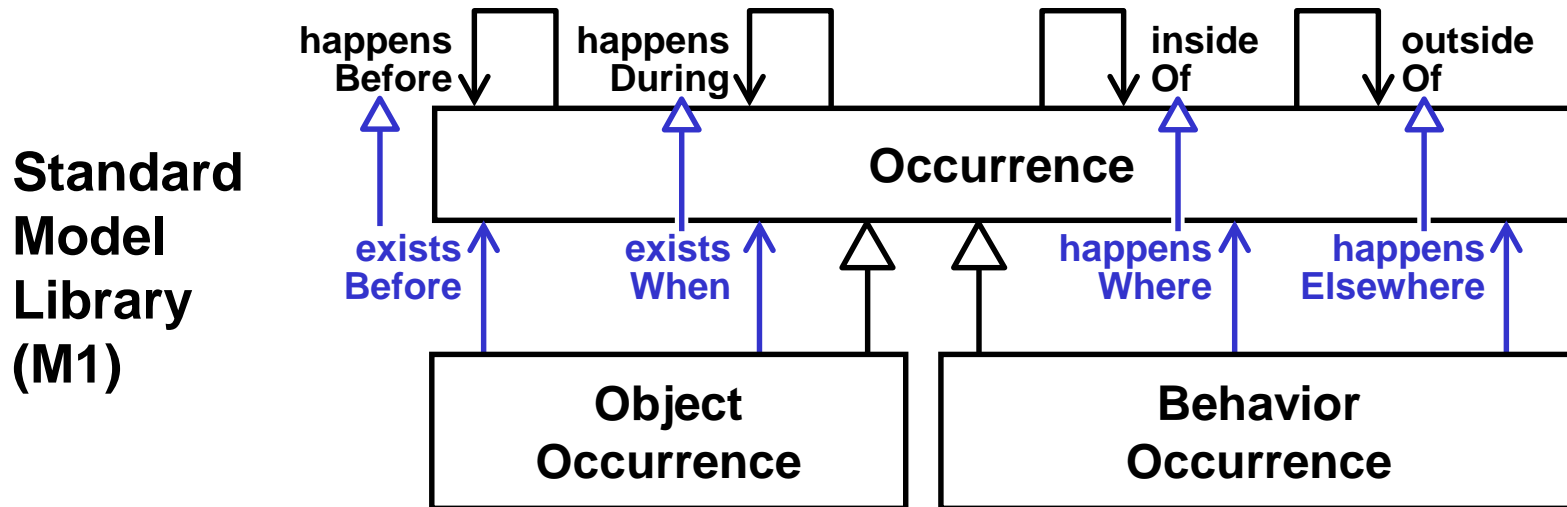 happens
Before
happens
During
inside
Of
outside
Of
Standard
Model
Library
(M1)
Occurrence
exists
Before
exists
When
happens
Where
happens
Elsewhere
Object
Occurrence
Behavior
Occurrence